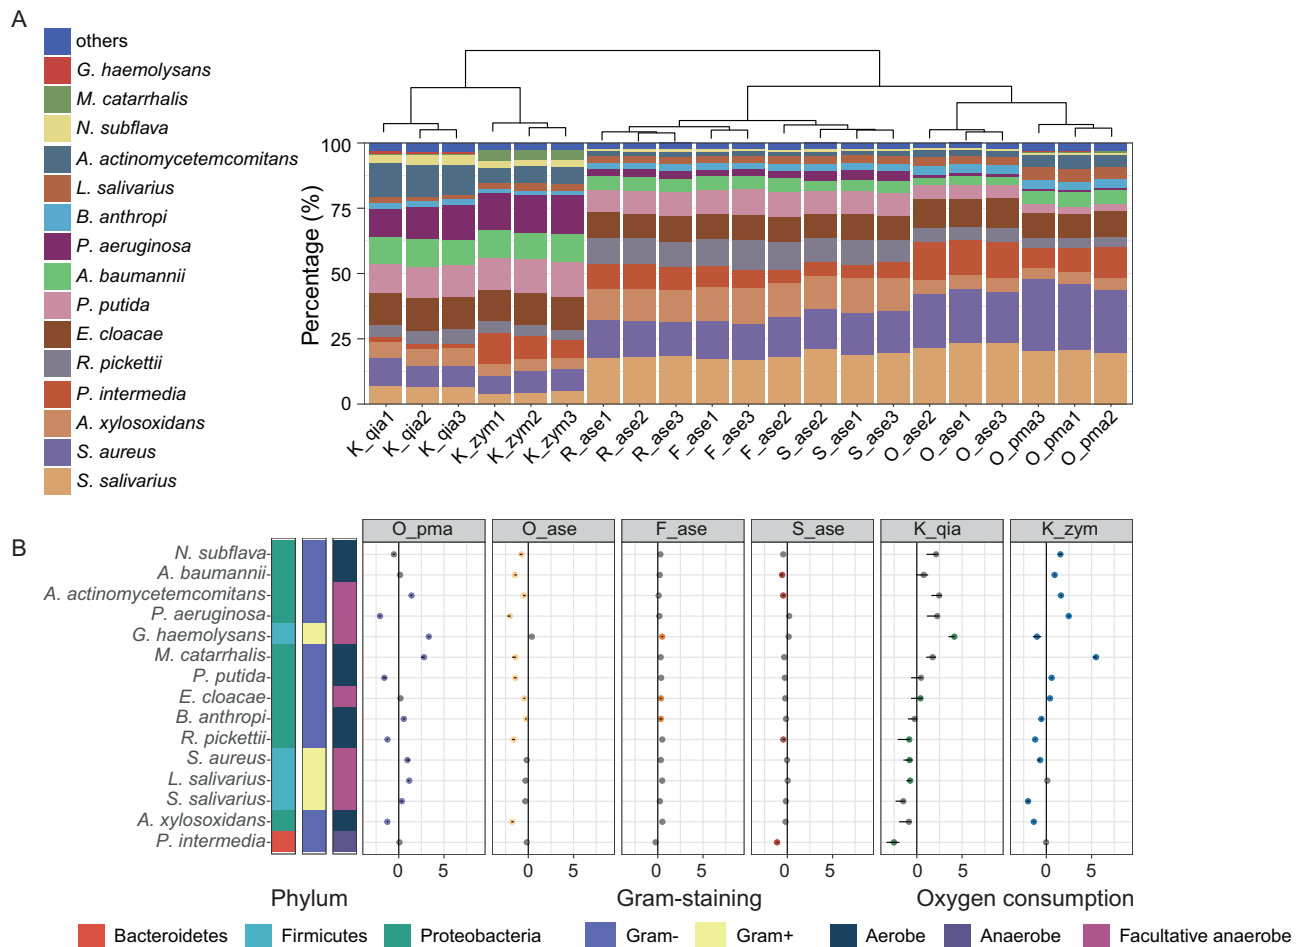 A
others
G. haemolysans
M. catarrhalis
N. subflava
A. actinomycetemcomitans
L. salivarius
B. anthropi
P. aeruginosa
A. baumannii
P. putida
E. cloacae
R. pickettii
P. intermedia
A. xylosoxidans
S. aureus
S. salivarius
Percentage (%)
100
75
50
25
0
K_qia1 K_qia2 K_qia3 K_zym1 K_zym2 K_zym3 R_ase1 R_ase2 R_ase3 F_ase1 F_ase3 F_ase2 S_ase2 S_ase1 S_ase3 O_ase2 O_ase1 O_ase3 O_pma3 O_pma1 O_pma2
B
O_pma O_ase F_ase S_ase K_qia K_zym
N. subflava
A. baumannii
A. actinomycetemcomitans
P. aeruginosa
G. haemolysans
M. catarrhalis
P. putida
E. cloacae
B. anthropi
R. pickettii
S. aureus
L. salivarius
S. salivarius
A. xylosoxidans
P. intermedia
0 5 0 5 0 5 0 5 0 5 0 5
Phylum Gram-staining Oxygen consumption
Bacteroidetes Firmicutes Proteobacteria Gram- Gram+ Aerobe Anaerobe Facultative anaerobe